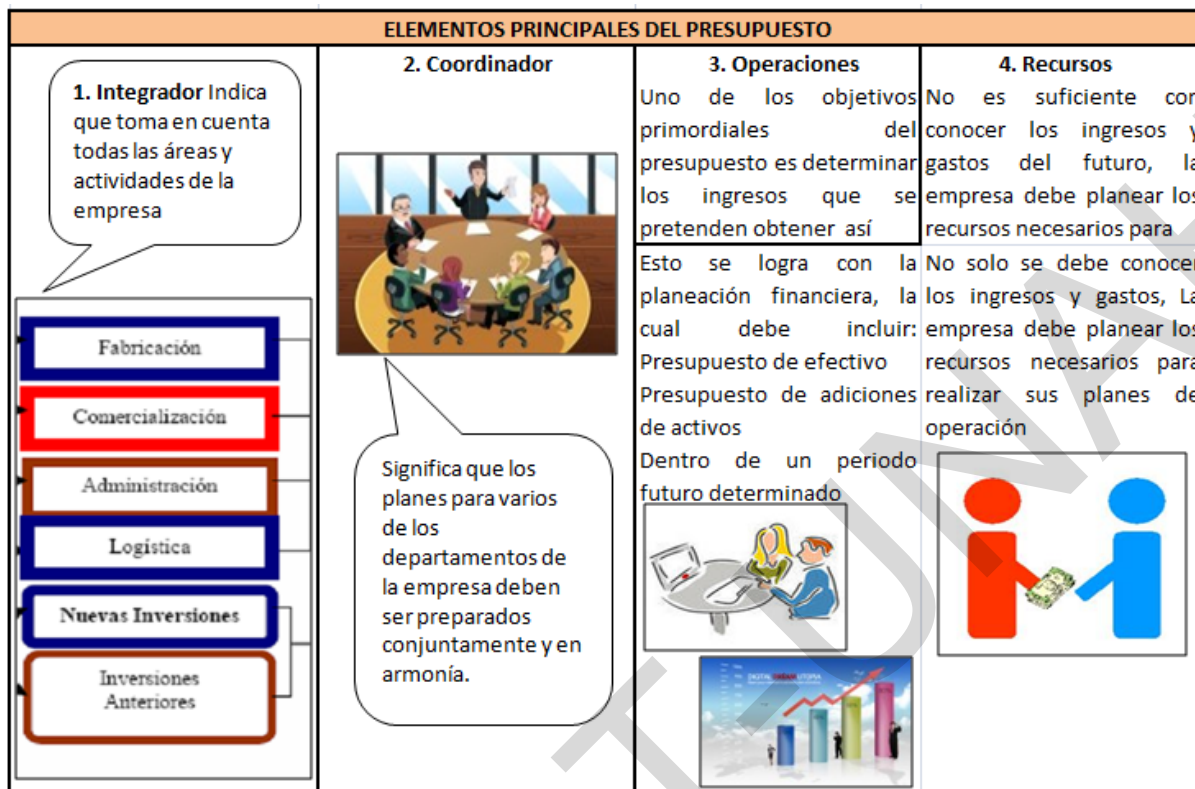 ELEMENTOS PRINCIPALES DEL PRESUPUESTO
1. Integrador Indica
que toma en cuenta
todas las áreas y
actividades de la
empresa
Fabricación
Comercialización
Administración
Logística
Nuevas Inversiones
Inversiones
Anteriores
2. Coordinador
Significa que los
planes para varios
de los
departamentos de
la empresa deben
ser preparados
conjuntamente y en
armonía.
3. Operaciones
Uno de los objetivos
primordiales del
presupuesto es determinar
los ingresos que se
pretenden obtener así
Esto se logra con la
planeación financiera, la
cual debe incluir:
Presupuesto de efectivo
Presupuesto de adiciones
de activos
Dentro de un periodo
futuro determinado
DIGITAL DREAM UTOPIA
4. Recursos
No es suficiente con
conocer los ingresos y
gastos del futuro, la
empresa debe planear los
recursos necesarios para
No solo se debe conocer
los ingresos y gastos, La
empresa debe planear los
recursos necesarios para
realizar sus planes de
operación
T-UNA